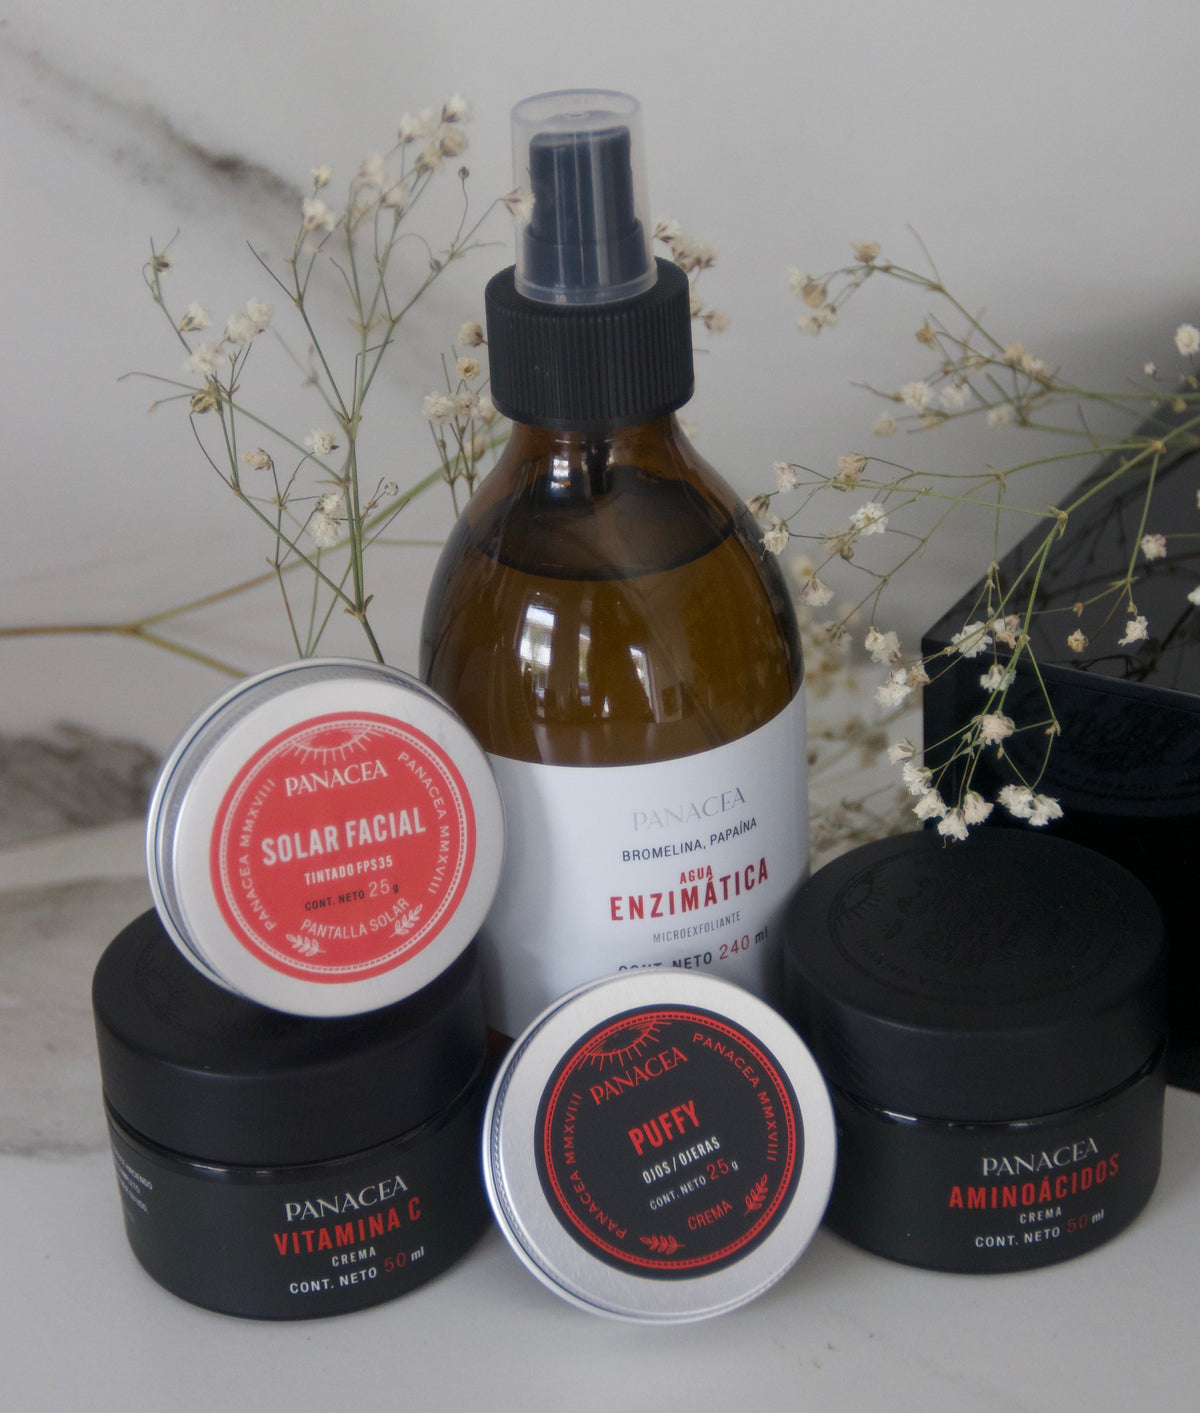 PANACEA
BROMELINA, PAPAÍNA
AGUA
ENZIMÁTICA
MICROEXFOLIANTE
CONT. NETO 240 ml
PANACEA MMXVIII
PANACEA MMXVIII
PANACEA
SOLAR FACIAL
TINTADO FPS35
CONT. NETO 25 g
PANTALLA SOLAR
PANACEA MMXVIII
PANACEA MMXVIII
PANACEA
PUFFY
OJOS/OJERAS
CONT. NETO 25 g
CREMA
PANACEA
VITAMINA C
CREMA
CONT. NETO 50 ml
PANACEA
AMINOÁCIDOS
CREMA
CONT. NETO 50 ml